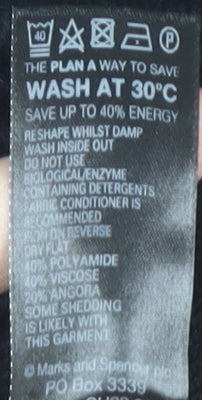 40 P
THE PLAN A WAY TO SAVE
WASH AT 30°C
SAVE UP TO 40% ENERGY
RESHAPE WHILST DAMP
WASH INSIDE OUT
DO NOT USE
BIOLOGICAL/ENZYME
CONTAINING DETERGENTS
FABRIC CONDITIONER IS
RECOMMENDED
IRON ON REVERSE
DRY FLAT
40% POLYAMIDE
40% VISCOSE
20% ANGORA
SOME SHEDDING
IS LIKELY WITH
THIS GARMENT
© Marks and Spencer plc
PO Box 3339